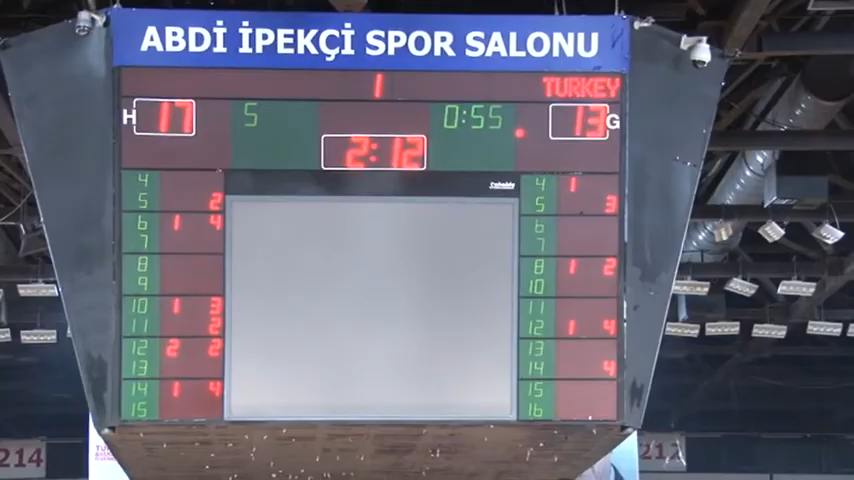 ABDİ İPEKÇİ SPOR SALONU
1 TURKEY
H 17 5 0:55 13 G
2:12
4 4 1
5 2 5 3
6 1 4 6
7 7
8 8 1 2
9 10
10 1 3 11
11 2 12 1 4
12 2 2 13
13 14 4
14 1 4 15
15 16
214
212